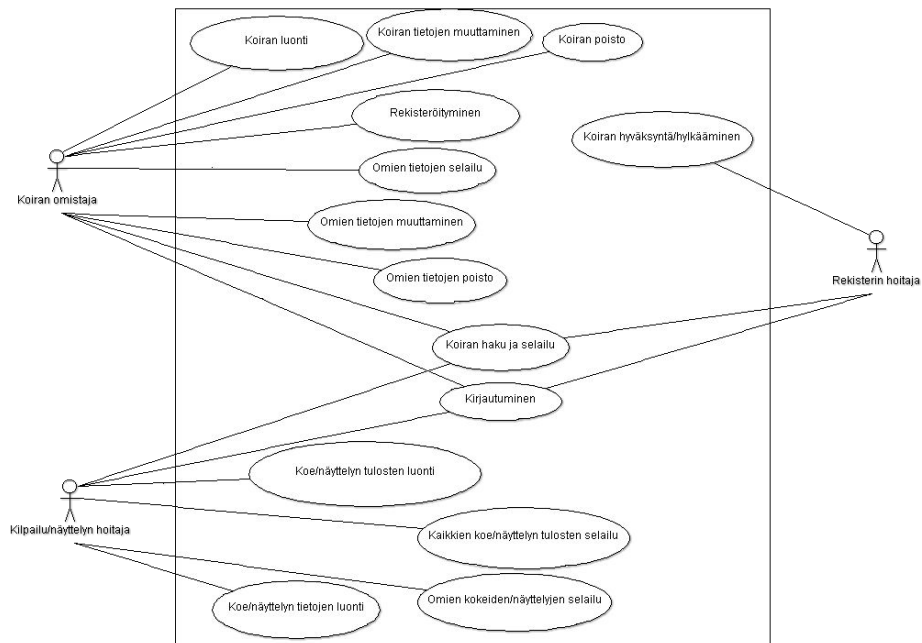 Koiran luonti
Koiran tietojen muuttaminen
Koiran poisto
Rekisteröityminen
Koiran hyväksyntä/hylkääminen
Omien tietojen selailu
Koiran omistaja
Omien tietojen muuttaminen
Omien tietojen poisto
Rekisterin hoitaja
Koiran haku ja selailu
Kirjautuminen
Koe/näyttelyn tulosten luonti
Kilpailu/näyttelyn hoitaja
Kaikkien koe/näyttelyn tulosten selailu
Omien kokeiden/näyttelyjen selailu
Koe/näyttelyn tietojen luonti